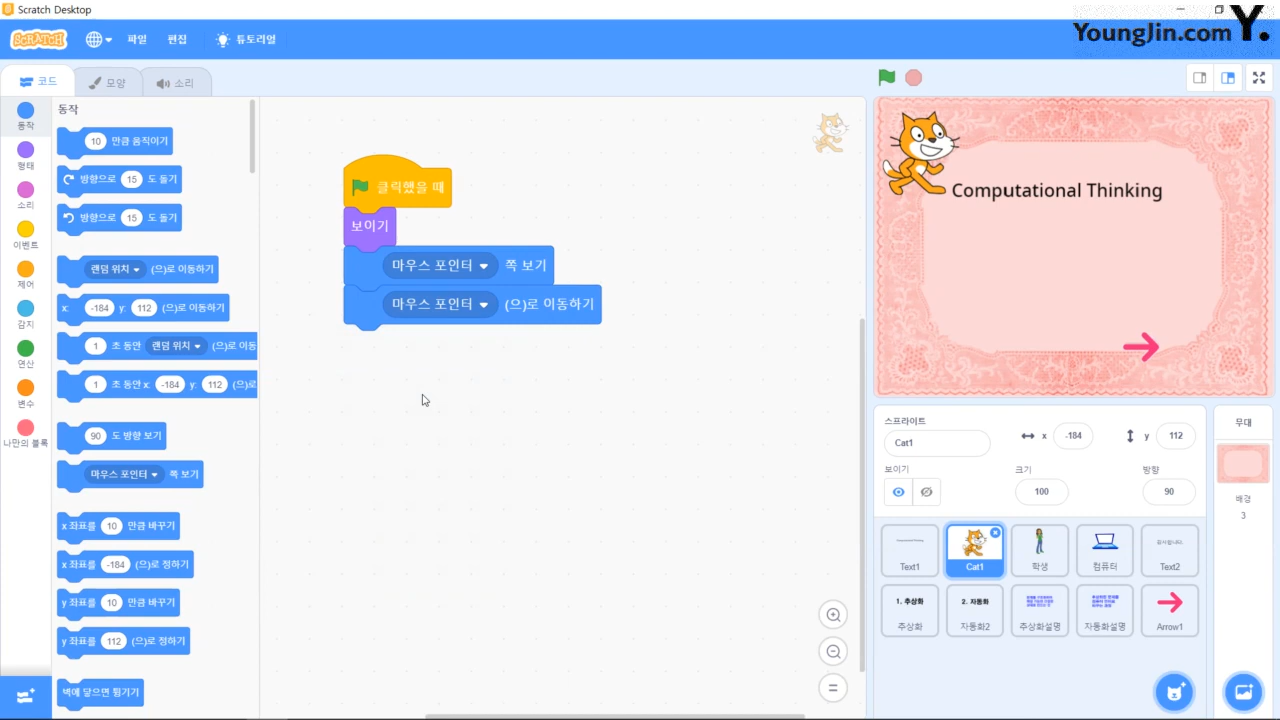 Scratch Desktop
YoungJin.com Y.
SCRATCH 파일 편집 튜토리얼
코드 모양 소리
동작
형태
소리
이벤트
제어
감지
연산
변수
나만의 블록
동작
10 만큼 움직이기
방향으로 15 도 돌기
방향으로 15 도 돌기
랜덤 위치 (으)로 이동하기
x: -184 y: 112 (으)로 이동하기
1 초 동안 랜덤 위치 (으)로 이동
1 초 동안 x: -184 y: 112 (으)로
90 도 방향 보기
마우스 포인터 쪽 보기
x 좌표를 10 만큼 바꾸기
x 좌표를 -184 (으)로 정하기
y 좌표를 10 만큼 바꾸기
y 좌표를 112 (으)로 정하기
벽에 닿으면 튕기기
클릭했을 때
보이기
마우스 포인터 쪽 보기
마우스 포인터 (으)로 이동하기
Computational Thinking
스프라이트
Cat1 x -184 y 112
보이기 크기 방향
100 90
Text1 Cat1 학생 컴퓨터 Text2
감사합니다.
1. 추상화 2. 자동화
추상화 자동화2 추상화설명 자동화설명 Arrow1
무대
배경
3